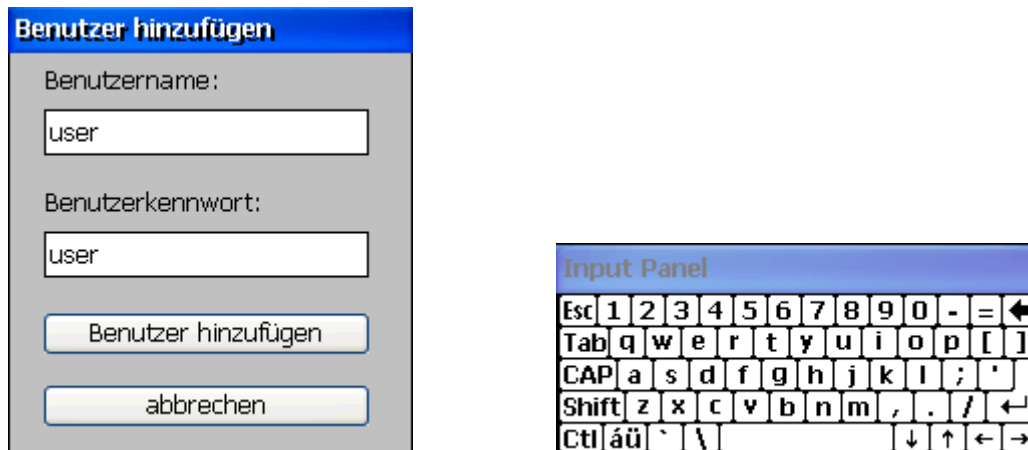 Benutzer hinzufügen
Benutzername:
user
Benutzerkennwort:
user
Benutzer hinzufügen
abbrechen
Input Panel
Esc 1 2 3 4 5 6 7 8 9 0 - = 🡸
Tab q w e r t y u i o p [ ]
CAP a s d f g h j k l ; '
Shift z x c v b n m , . / ↵
Ctl áü ` \ ↓ ↑ ← →